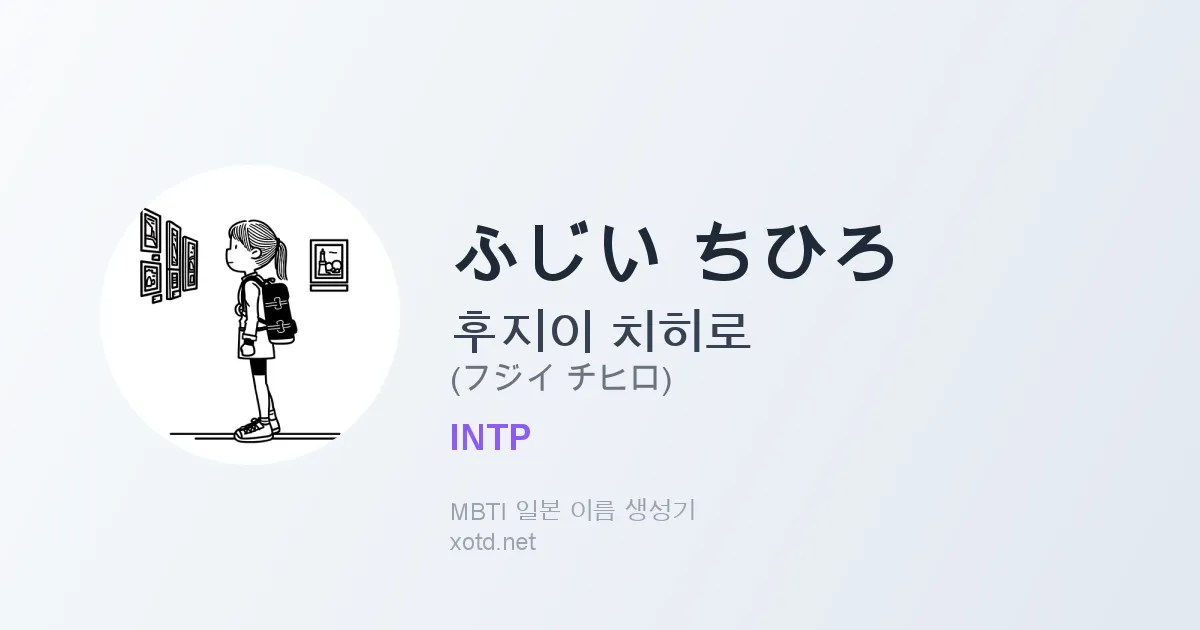 ふじい ちひろ
후지이 치히로
(フジイ チヒロ)
INTP
MBTI 일본 이름 생성기
xotd.net